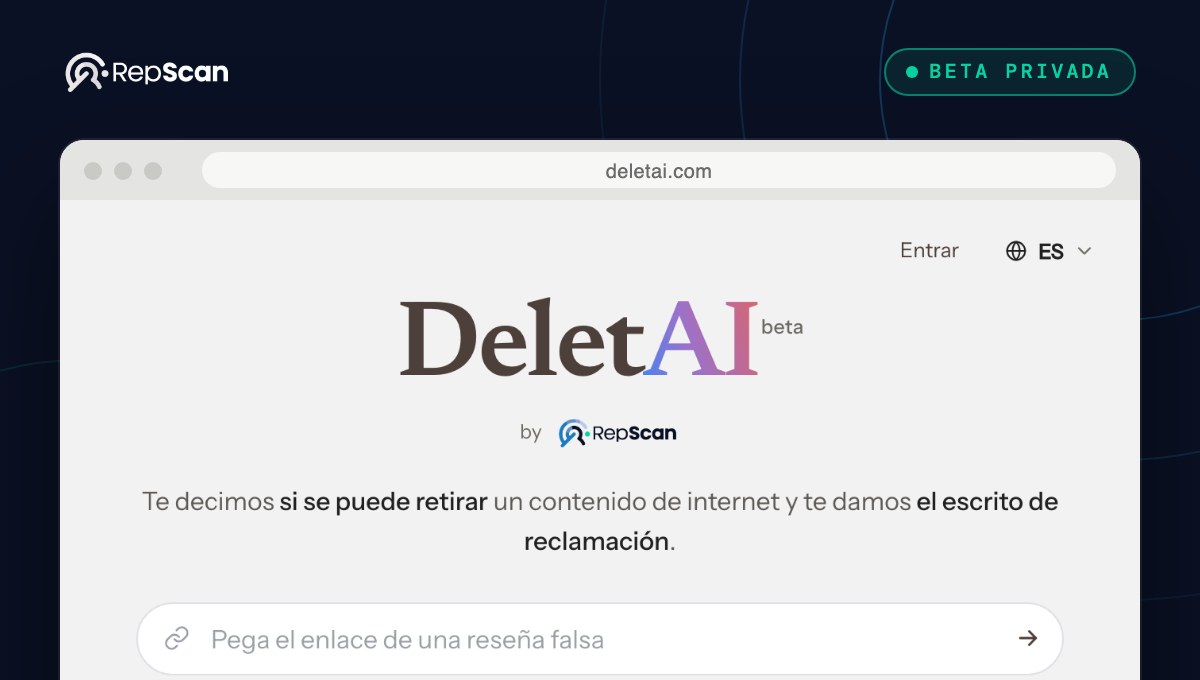 RepScan
BETA PRIVADA
deletai.com
Entrar
ES
DeletAI beta
by RepScan
Te decimos si se puede retirar un contenido de internet y te damos el escrito de
reclamación.
Pega el enlace de una reseña falsa